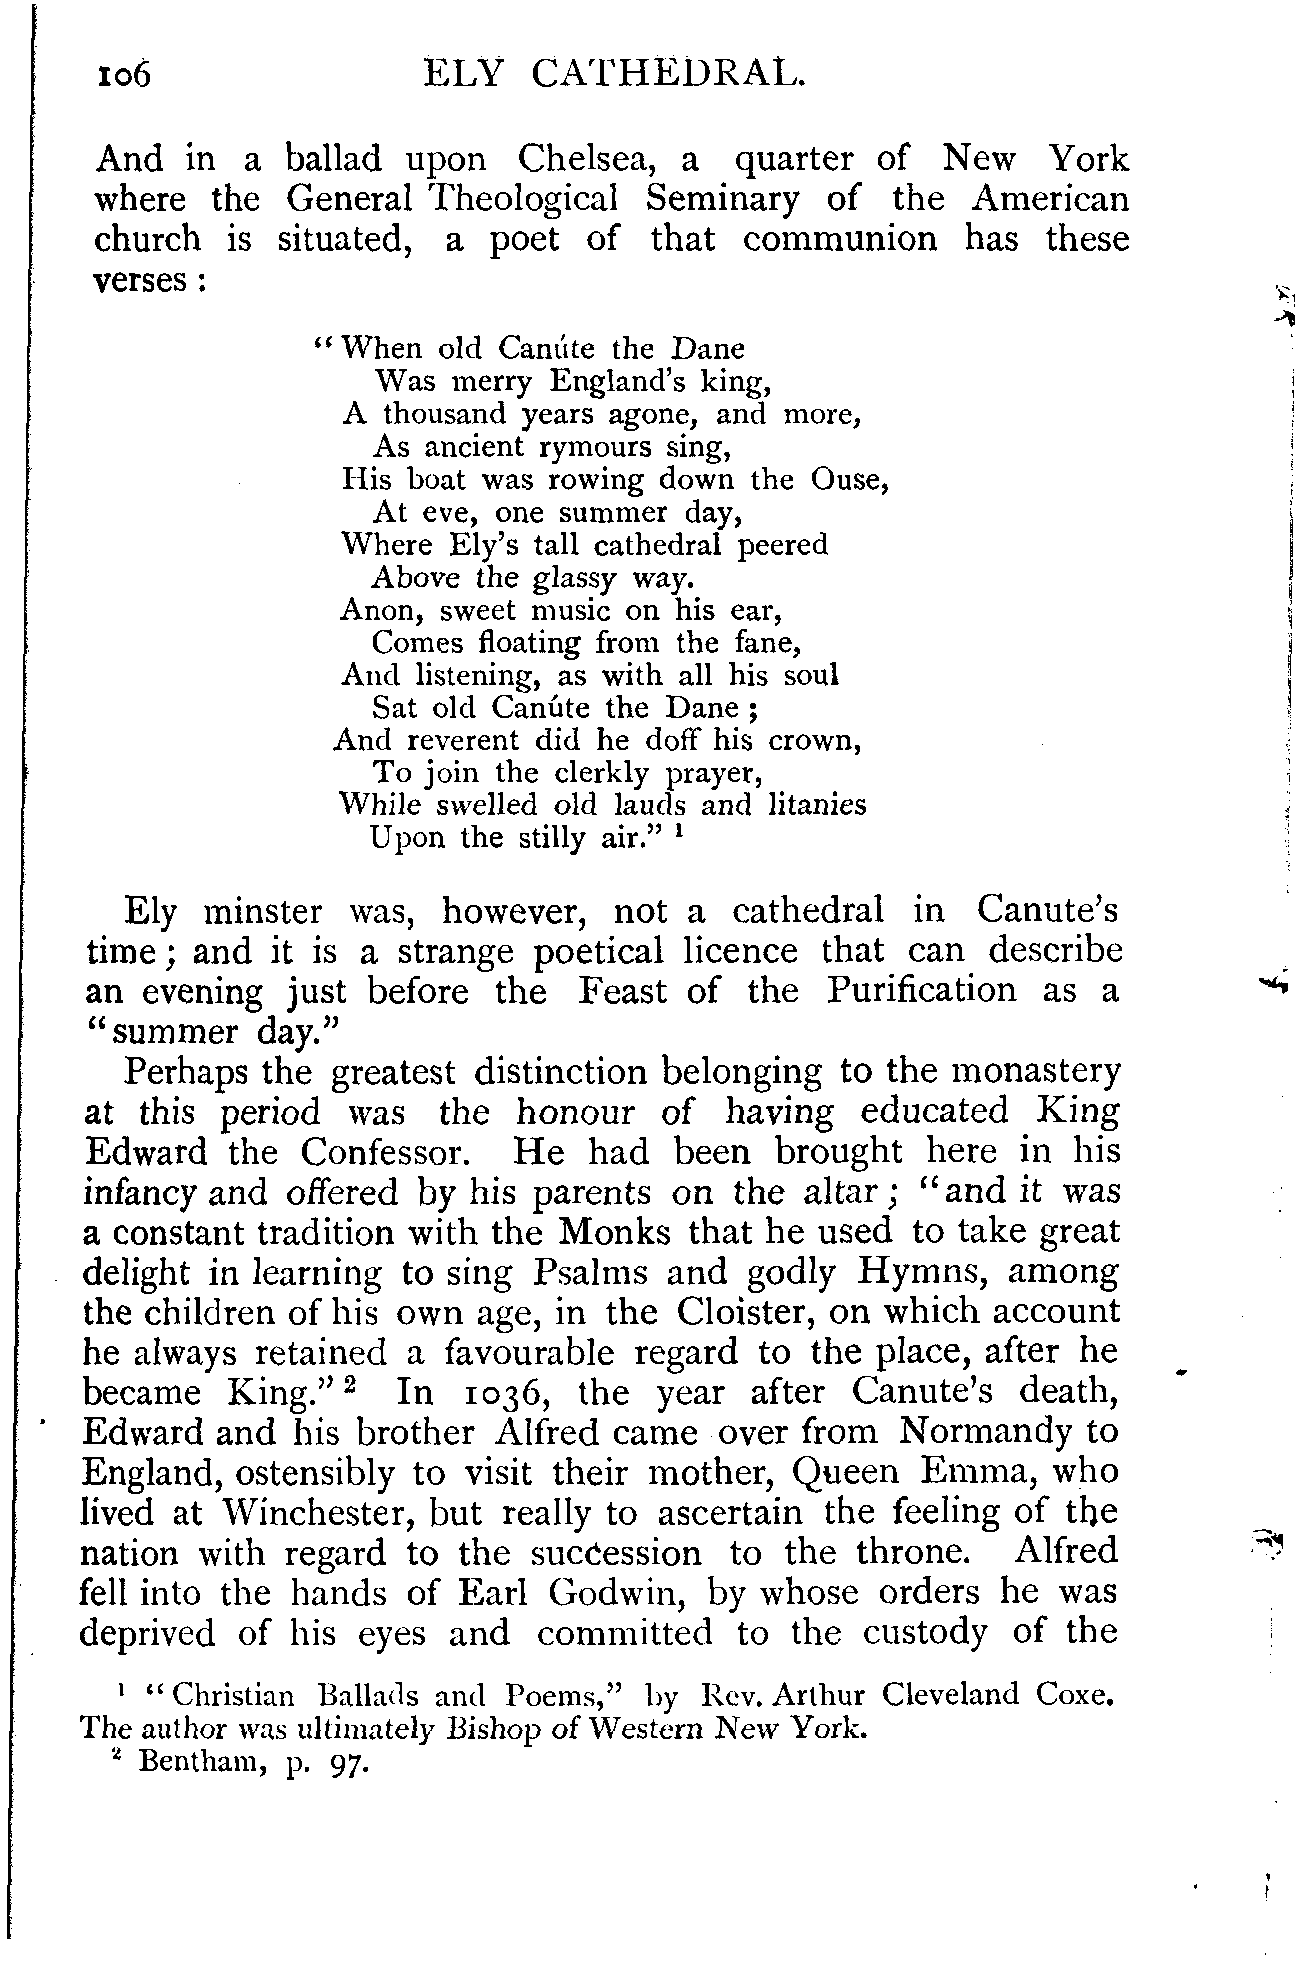 106 ELY CATHEDRAL.
And in a ballad upon Chelsea, a quarter of New York
where the General Theological Seminary of the American
church is situated, a poet of that communion has these
verses :
“When old Canúte the Dane
Was merry England's king,
A thousand years agone, and more,
As ancient rymours sing,
His boat was rowing down the Ouse,
At eve, one summer day,
Where Ely's tall cathedral peered
Above the glassy way.
Anon, sweet music on his ear,
Comes floating from the fane,
And listening, as with all his soul
Sat old Canúte the Dane ;
And reverent did he doff his crown,
To join the clerkly prayer,
While swelled old lauds and litanies
Upon the stilly air.” ¹
Ely minster was, however, not a cathedral in Canute's
time ; and it is a strange poetical licence that can describe
an evening just before the Feast of the Purification as a
“summer day.”
Perhaps the greatest distinction belonging to the monastery
at this period was the honour of having educated King
Edward the Confessor. He had been brought here in his
infancy and offered by his parents on the altar ; “and it was
a constant tradition with the Monks that he used to take great
delight in learning to sing Psalms and godly Hymns, among
the children of his own age, in the Cloister, on which account
he always retained a favourable regard to the place, after he
became King.” ² In 1036, the year after Canute's death,
Edward and his brother Alfred came over from Normandy to
England, ostensibly to visit their mother, Queen Emma, who
lived at Winchester, but really to ascertain the feeling of the
nation with regard to the succession to the throne. Alfred
fell into the hands of Earl Godwin, by whose orders he was
deprived of his eyes and committed to the custody of the
¹ “Christian Ballads and Poems,” by Rev. Arthur Cleveland Coxe.
The author was ultimately Bishop of Western New York.
² Bentham, p. 97.